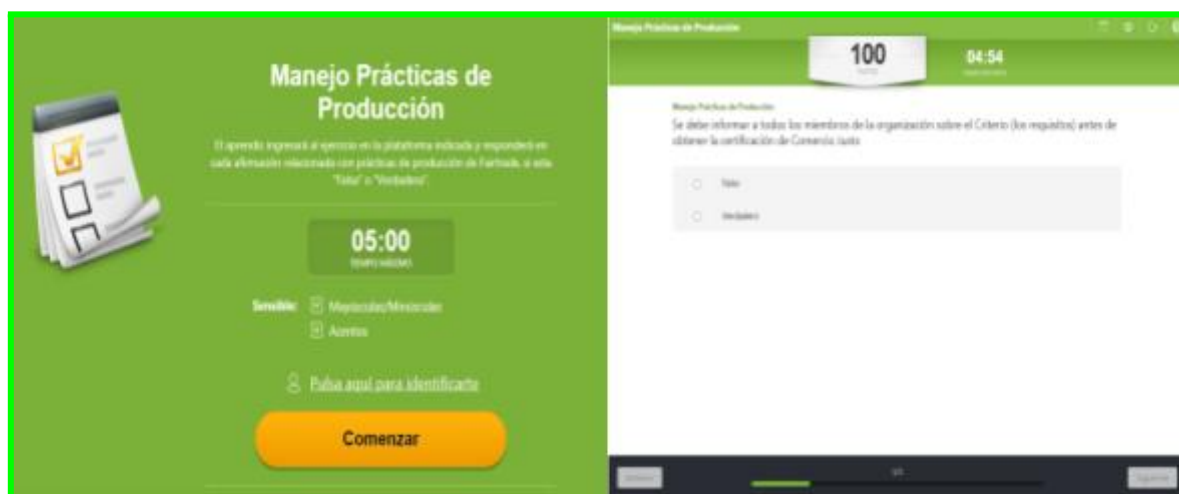 Manejo Prácticas de
Producción
El aprendiz ingresará al ejercicio en la plataforma indicada y responderá en
cada afirmación relacionada con prácticas de producción de Fairtrade, si esta
"Falso" o "Verdadero".
05:00
TIEMPO MÁXIMO
Sensible:
Mayúsculas/Minúsculas
Acentos
Pulsa aquí para identificarte
Comenzar
Manejo Prácticas de Producción
100
04:54
Manejo Prácticas de Producción
Se debe informar a todos los miembros de la organización sobre el Criterio (los requisitos) antes de
obtener la certificación de Comercio Justo
Falso
Verdadero